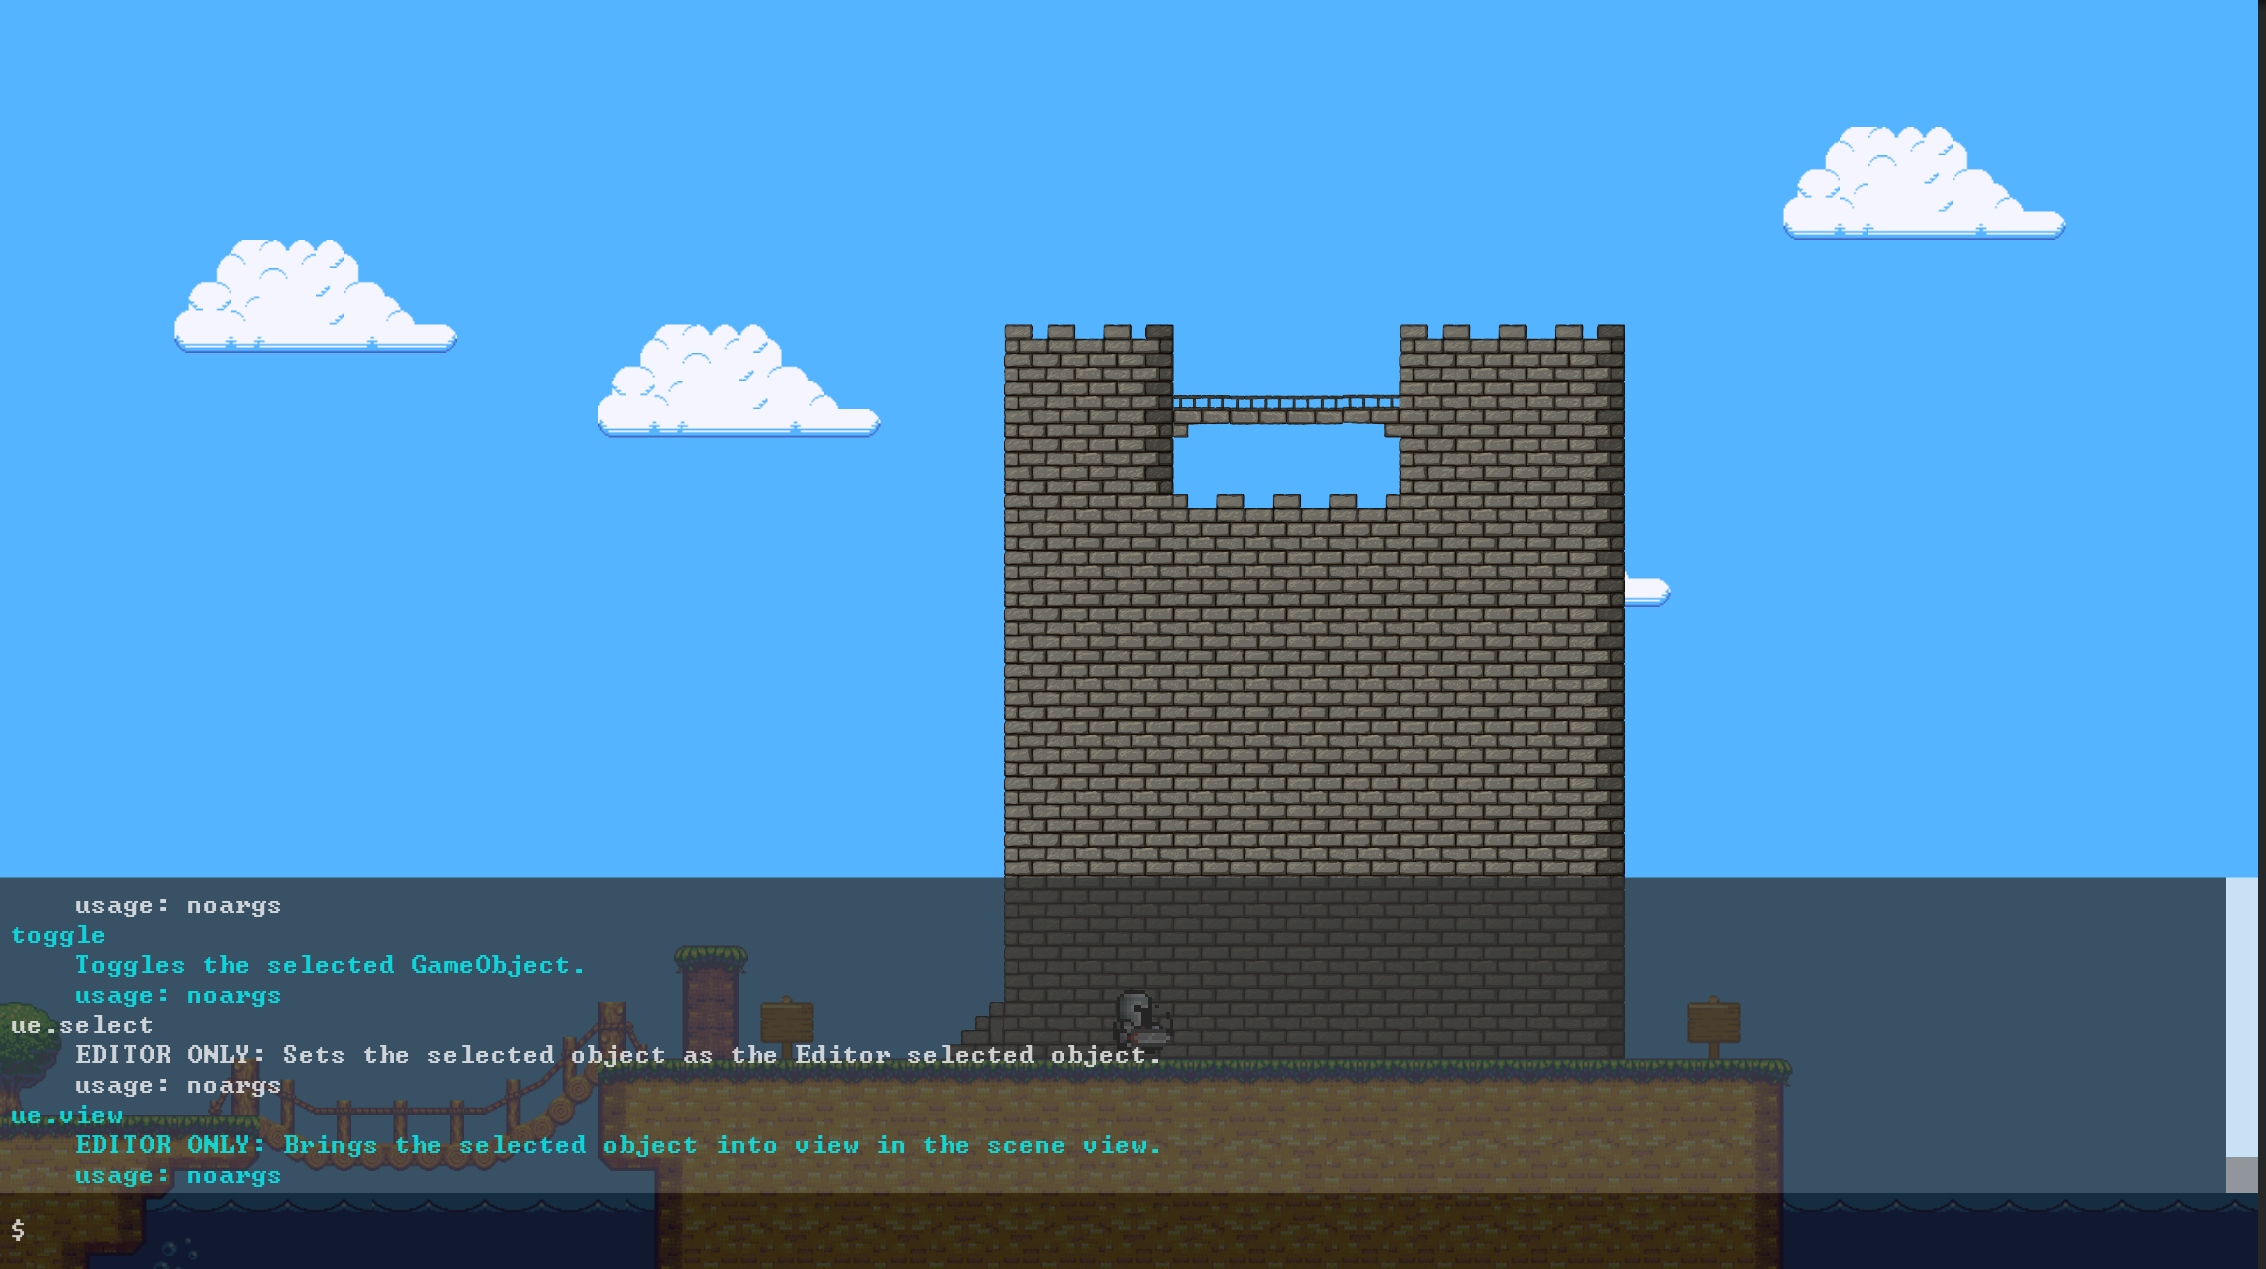 usage: noargs
toggle
Toggles the selected GameObject.
usage: noargs
ue.select
EDITOR ONLY: Sets the selected object as the Editor selected object.
usage: noargs
ue.view
EDITOR ONLY: Brings the selected object into view in the scene view.
usage: noargs
$